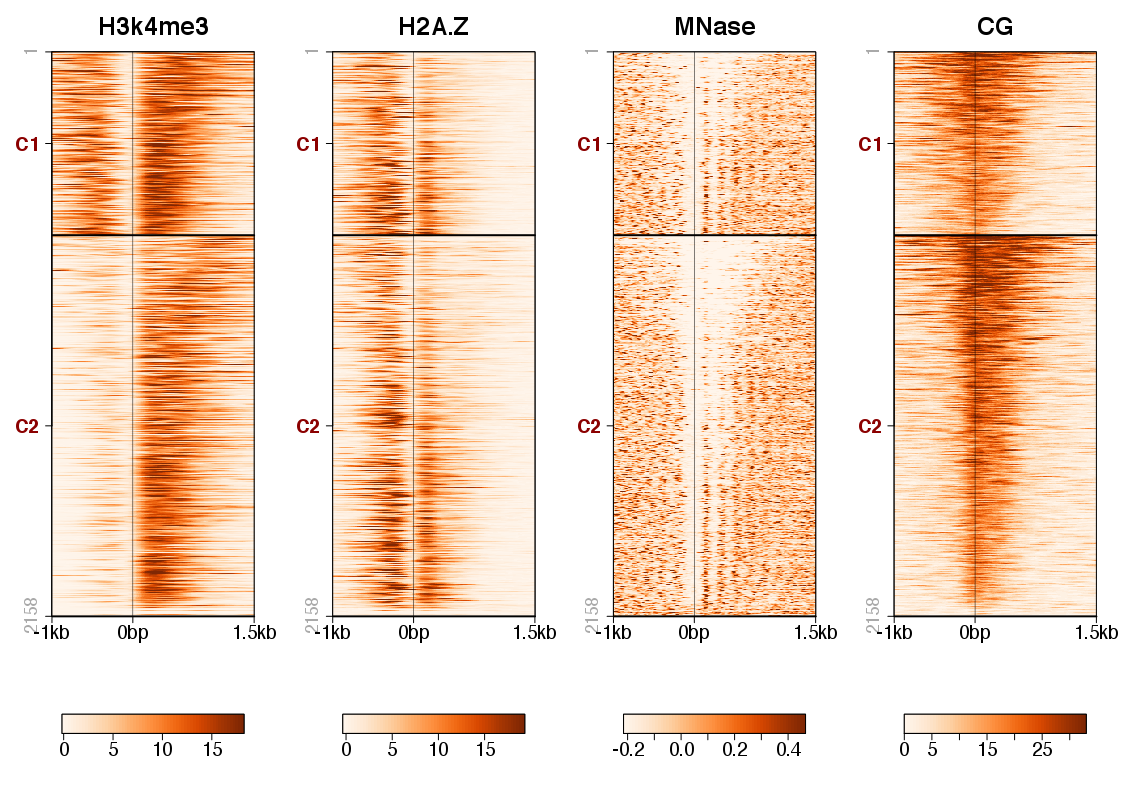 H3k4me3 H2A.Z MNase CG
1 1 1 1
C1 C1 C1 C1
C2 C2 C2 C2
2158 2158 2158 2158
-1kb 0bp 1.5kb -1kb 0bp 1.5kb -1kb 0bp 1.5kb -1kb 0bp 1.5kb
0 5 10 15 0 5 10 15 -0.2 0.0 0.2 0.4 0 5 15 25